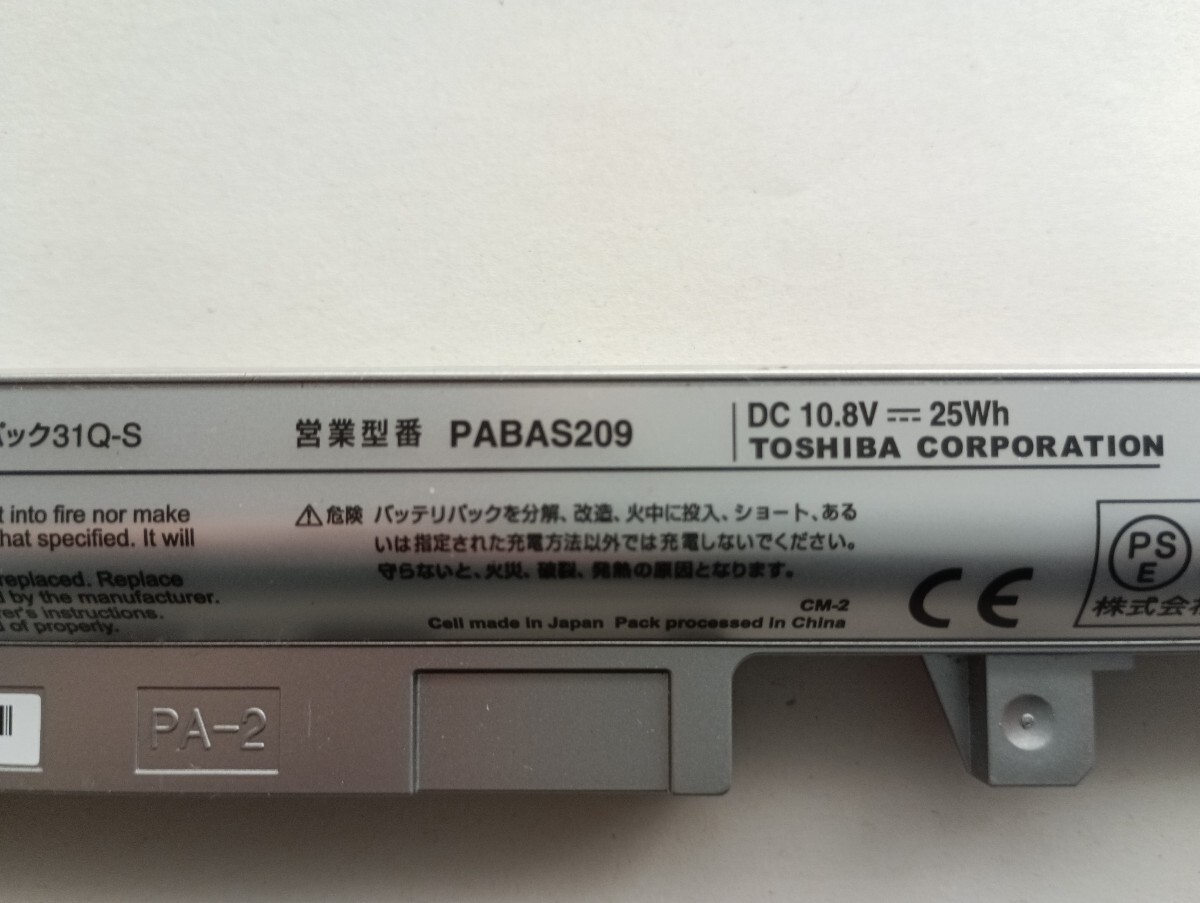 パック31Q-S 営業型番 PABAS209 DC 10.8V 25Wh
TOSHIBA CORPORATION
t into fire nor make
hat specified. It will
replaced. Replace
d by the manufacturer.
rer's instructions.
d of properly.
危険 バッテリパックを分解、改造、火中に投入、ショート、ある
いは指定された充電方法以外では充電しないでください。
守らないと、火災、破裂、発熱の原因となります。
CM-2
Cell made in Japan Pack processed in China
CE
PS
E
株式会社
PA-2